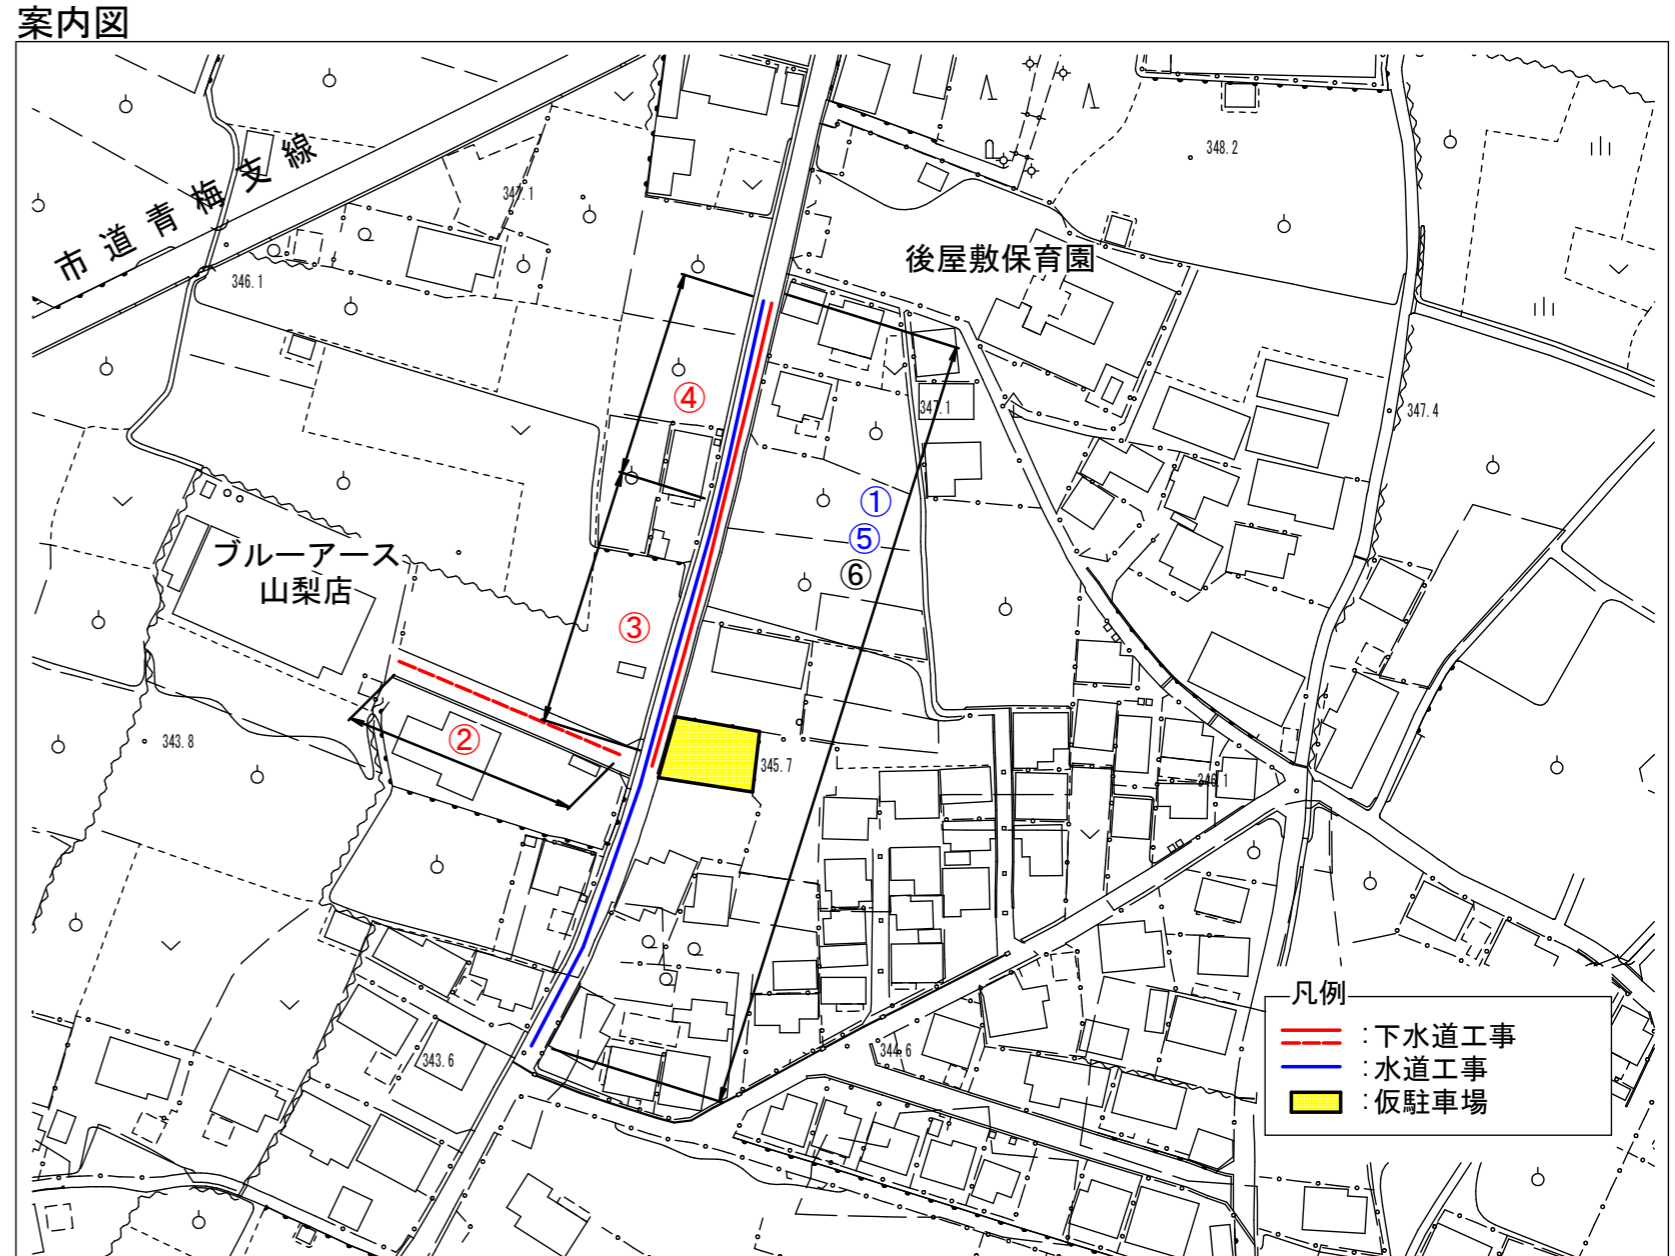 案内図
市道青梅支線
348.2
347.1
後屋敷保育園
346.1
④
347.1
347.4
①
⑤
⑥
ブルーアース
山梨店
③
②
343.8
345.7
346.1
凡例
:下水道工事
:水道工事
:仮駐車場
343.6
344.6